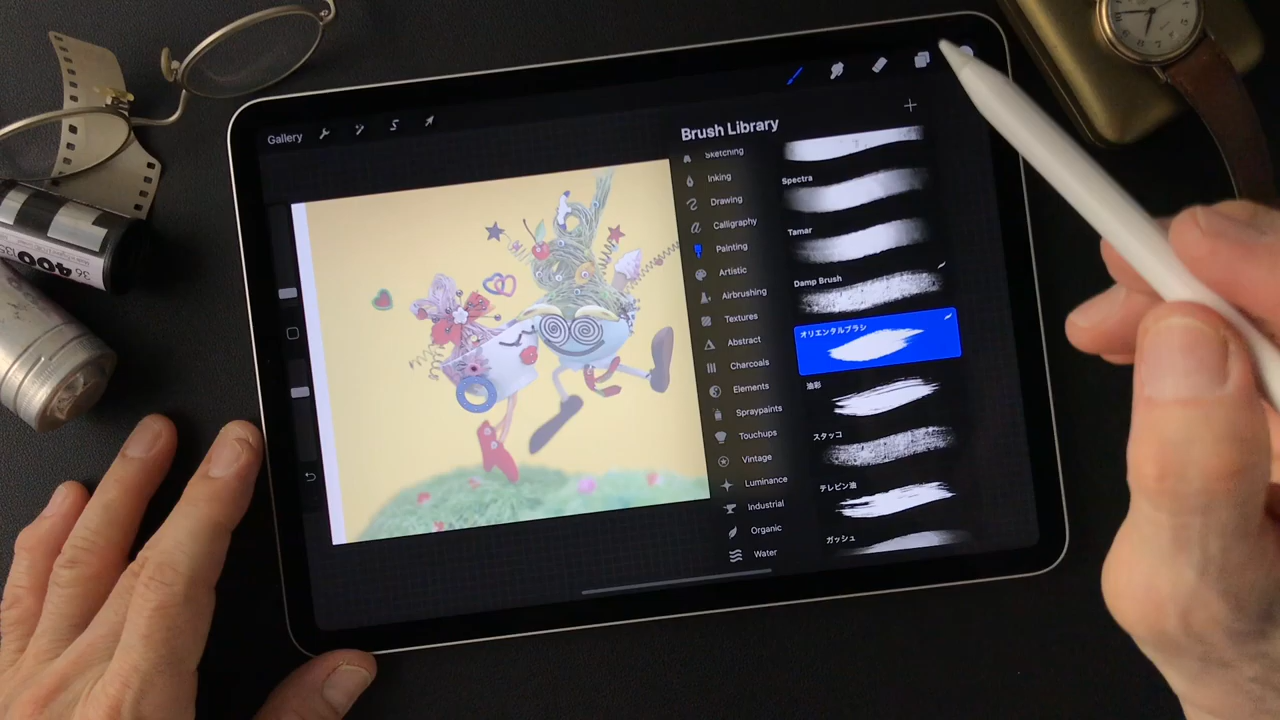 Gallery
Brush Library
Sketching
Inking
Drawing
Calligraphy
Painting
Artistic
Airbrushing
Textures
Abstract
Charcoals
Elements
Spraypaints
Touchups
Vintage
Luminance
Industrial
Organic
Water
Spectra
Tamar
Damp Brush
オリエンタルブラシ
油彩
スタッコ
テレビン油
ガッシュ
400
36